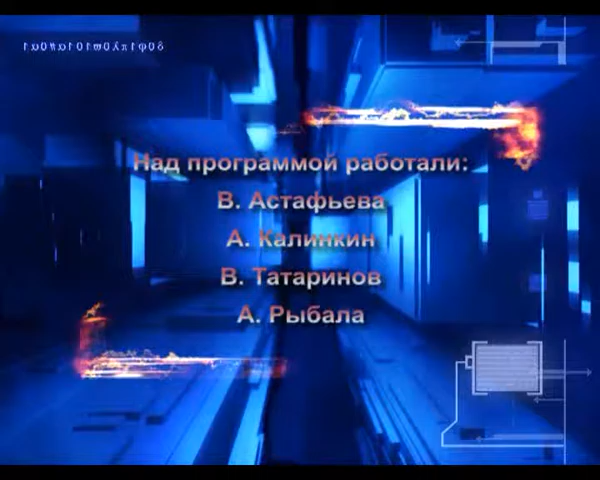 Над программой работали:
В. Астафьева
А. Калинкин
В. Татаринов
А. Рыбала